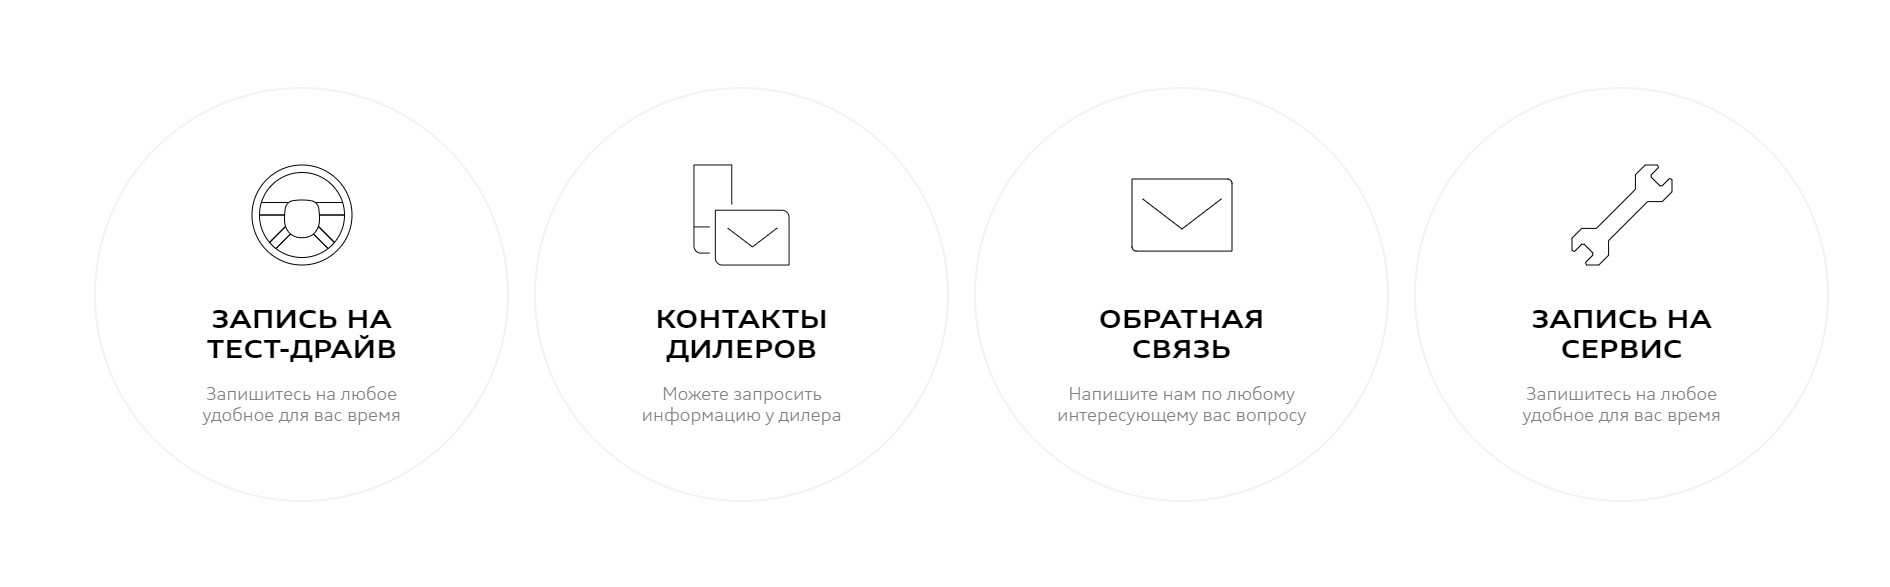 ЗАПИСЬ НА
ТЕСТ-ДРАЙВ
Запишитесь на любое
удобное для вас время
КОНТАКТЫ
ДИЛЕРОВ
Можете запросить
информацию у дилера
ОБРАТНАЯ
СВЯЗЬ
Напишите нам по любому
интересующему вас вопросу
ЗАПИСЬ НА
СЕРВИС
Запишитесь на любое
удобное для вас время